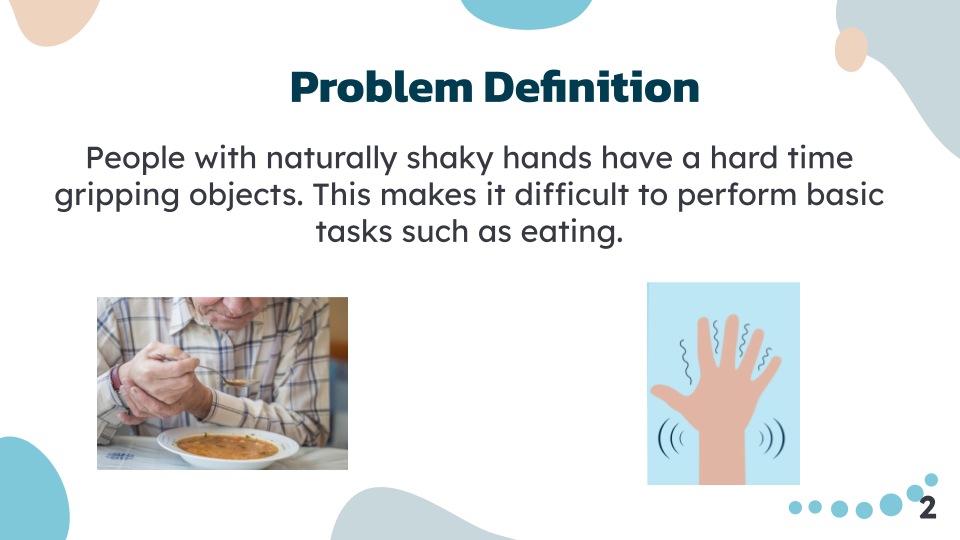 Problem Definition
People with naturally shaky hands have a hard time
gripping objects. This makes it difficult to perform basic
tasks such as eating.
2